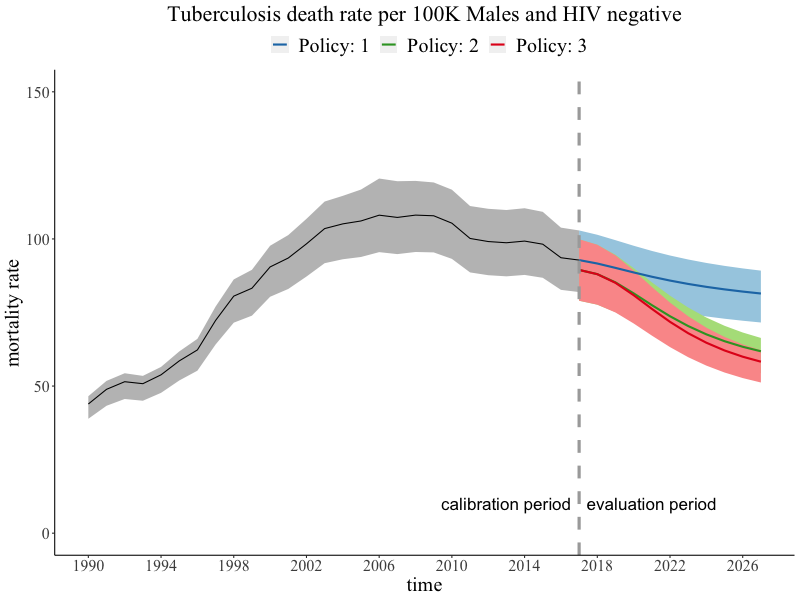 Tuberculosis death rate per 100K Males and HIV negative
Policy: 1 Policy: 2 Policy: 3
mortality rate
150
100
50
0
calibration period evaluation period
1990 1994 1998 2002 2006 2010 2014 2018 2022 2026
time